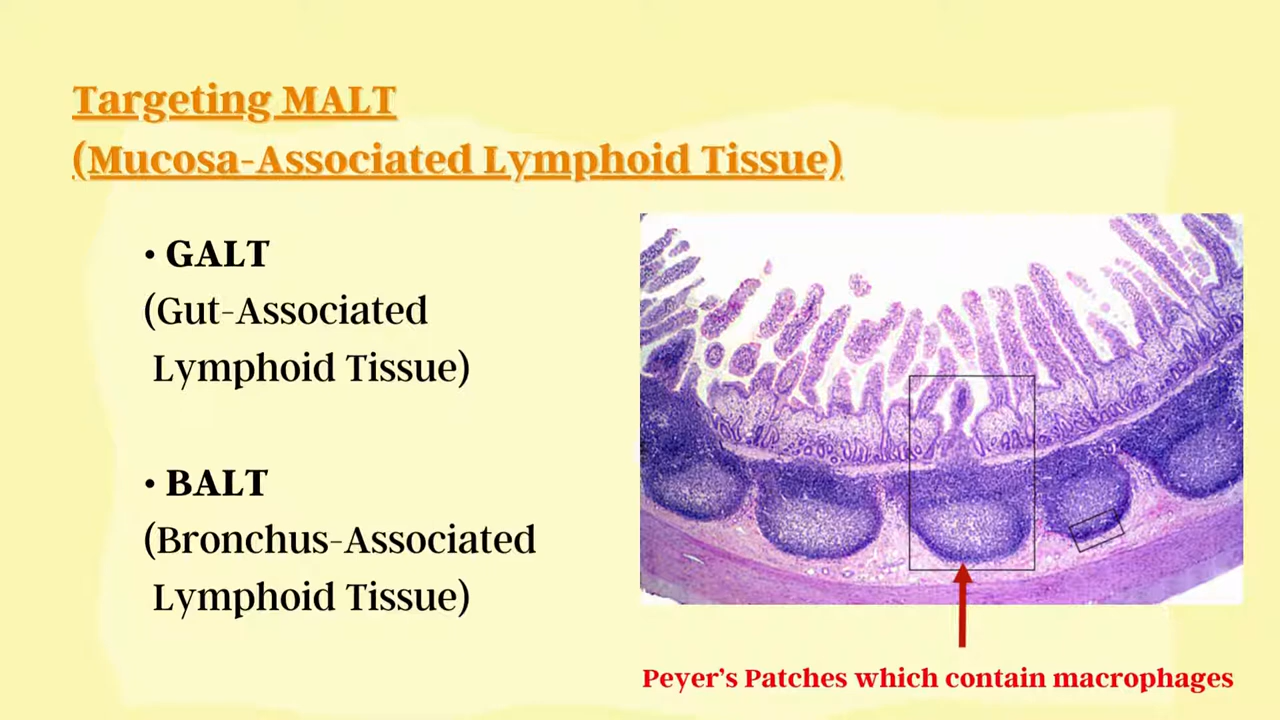 Targeting MALT
(Mucosa-Associated Lymphoid Tissue)
• GALT
(Gut-Associated
Lymphoid Tissue)
• BALT
(Bronchus-Associated
Lymphoid Tissue)
Peyer's Patches which contain macrophages